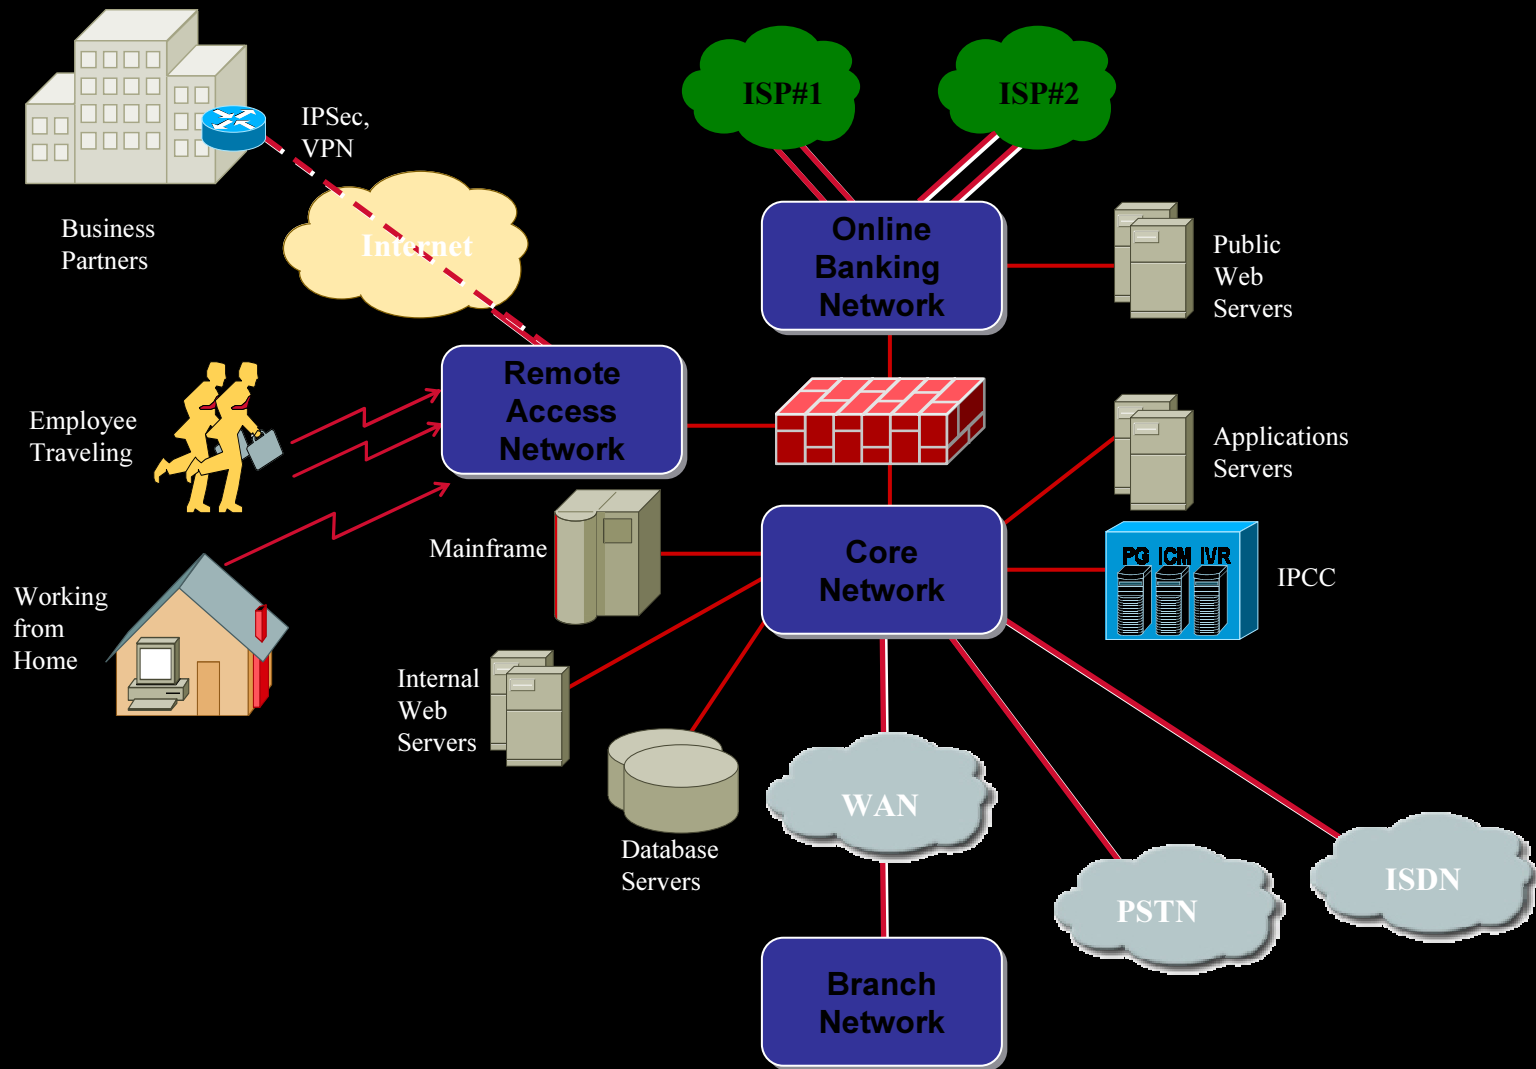 ISP#1
ISP#2
IPSec,
VPN
Business
Partners
Internet
Online
Banking
Network
Public
Web
Servers
Remote
Access
Network
Employee
Traveling
Applications
Servers
Mainframe
Core
Network
PG ICM IVR
IPCC
Working
from
Home
Internal
Web
Servers
WAN
Database
Servers
PSTN
ISDN
Branch
Network